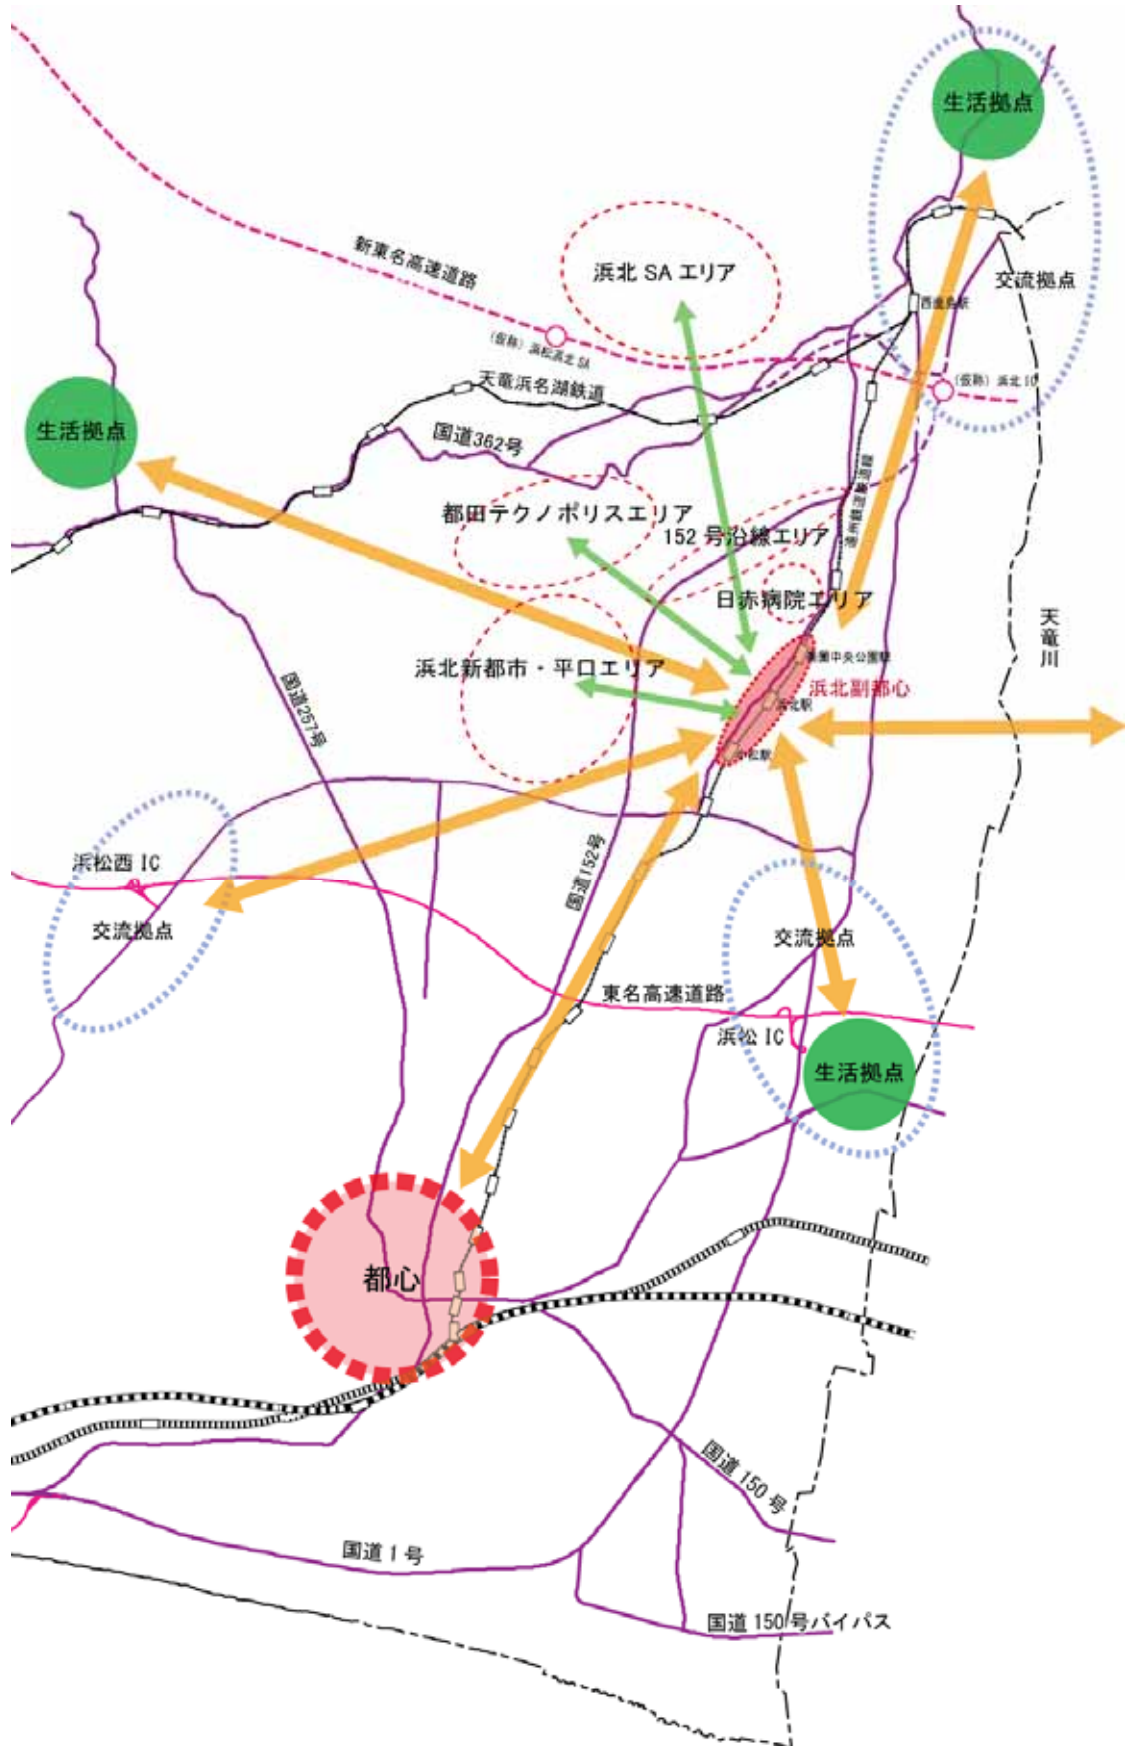 生活拠点
新東名高速道路
浜北 SA エリア
交流拠点
西鹿島駅
(仮称) 浜松浜北 SA
(仮称) 浜北 IC
天竜浜名湖鉄道
生活拠点
国道362号
都田テクノポリスエリア
152 号沿線エリア
遠州鉄道鉄道線
日赤病院エリア
天竜川
美薗中央公園駅
浜北新都市・平口エリア
浜北副都心
浜北駅
国道257号
小松駅
浜松西 IC
国道152号
交流拠点
交流拠点
東名高速道路
浜松 IC
生活拠点
都心
国道 150 号
国道 1 号
国道 150 号バイパス